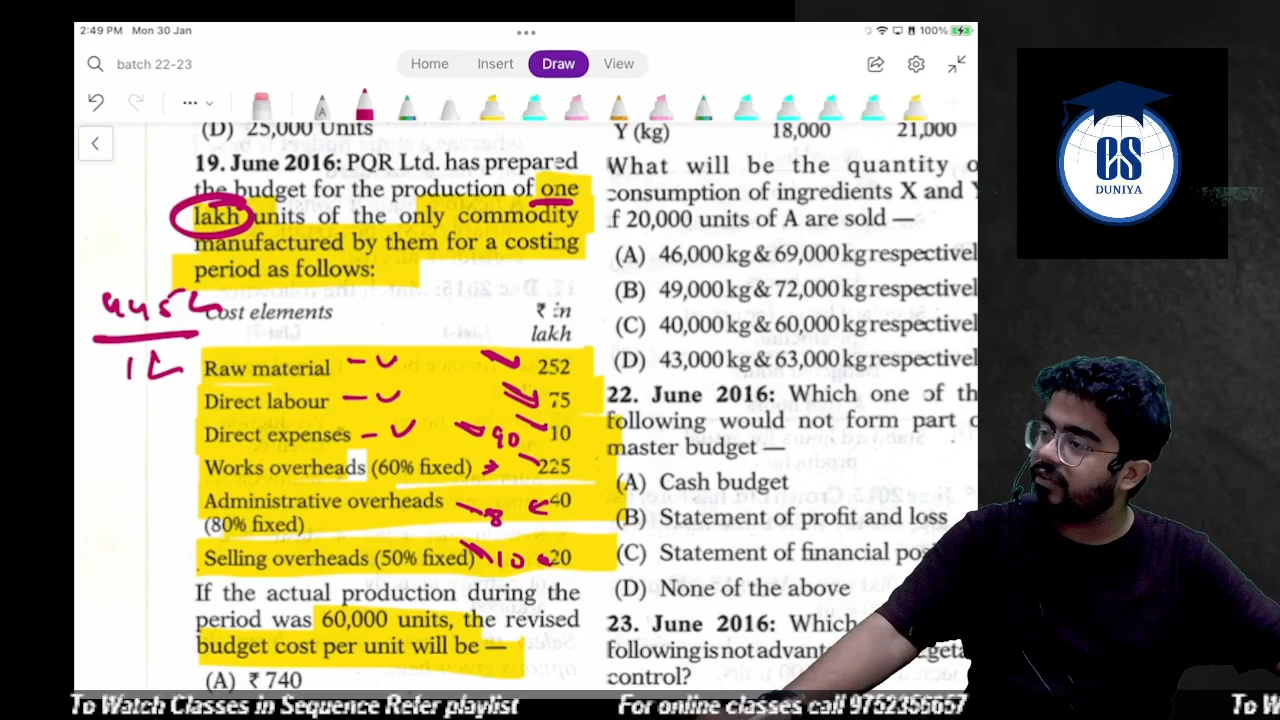 2:49 PM Mon 30 Jan
100%
batch 22-23
Home Insert Draw View
(D) 25,000 Units
19. June 2016: PQR Ltd. has prepared
the budget for the production of one
lakh units of the only commodity
manufactured by them for a costing
period as follows:
Cost elements ₹ in
lakh
Raw material 252
Direct labour 75
Direct expenses 90 10
Works overheads (60% fixed) 225
Administrative overheads 8 40
(80% fixed)
Selling overheads (50% fixed) 10 20
If the actual production during the
period was 60,000 units, the revised
budget cost per unit will be —
(A) ₹ 740
1L
Y (kg) 18,000 21,000
What will be the quantity o
consumption of ingredients X and Y
if 20,000 units of A are sold —
(A) 46,000 kg & 69,000 kg respectivel
(B) 49,000 kg & 72,000 kg respectivel
(C) 40,000 kg & 60,000 kg respectivel
(D) 43,000 kg & 63,000 kg respectivel
22. June 2016: Which one of th
following would not form part o
master budget —
(A) Cash budget
(B) Statement of profit and loss
(C) Statement of financial po
(D) None of the above
23. June 2016: Which
following is not advant
control?
CS
DUNIYA
To Watch Classes in Sequence Refer playlist For online classes call 9752356657 To W